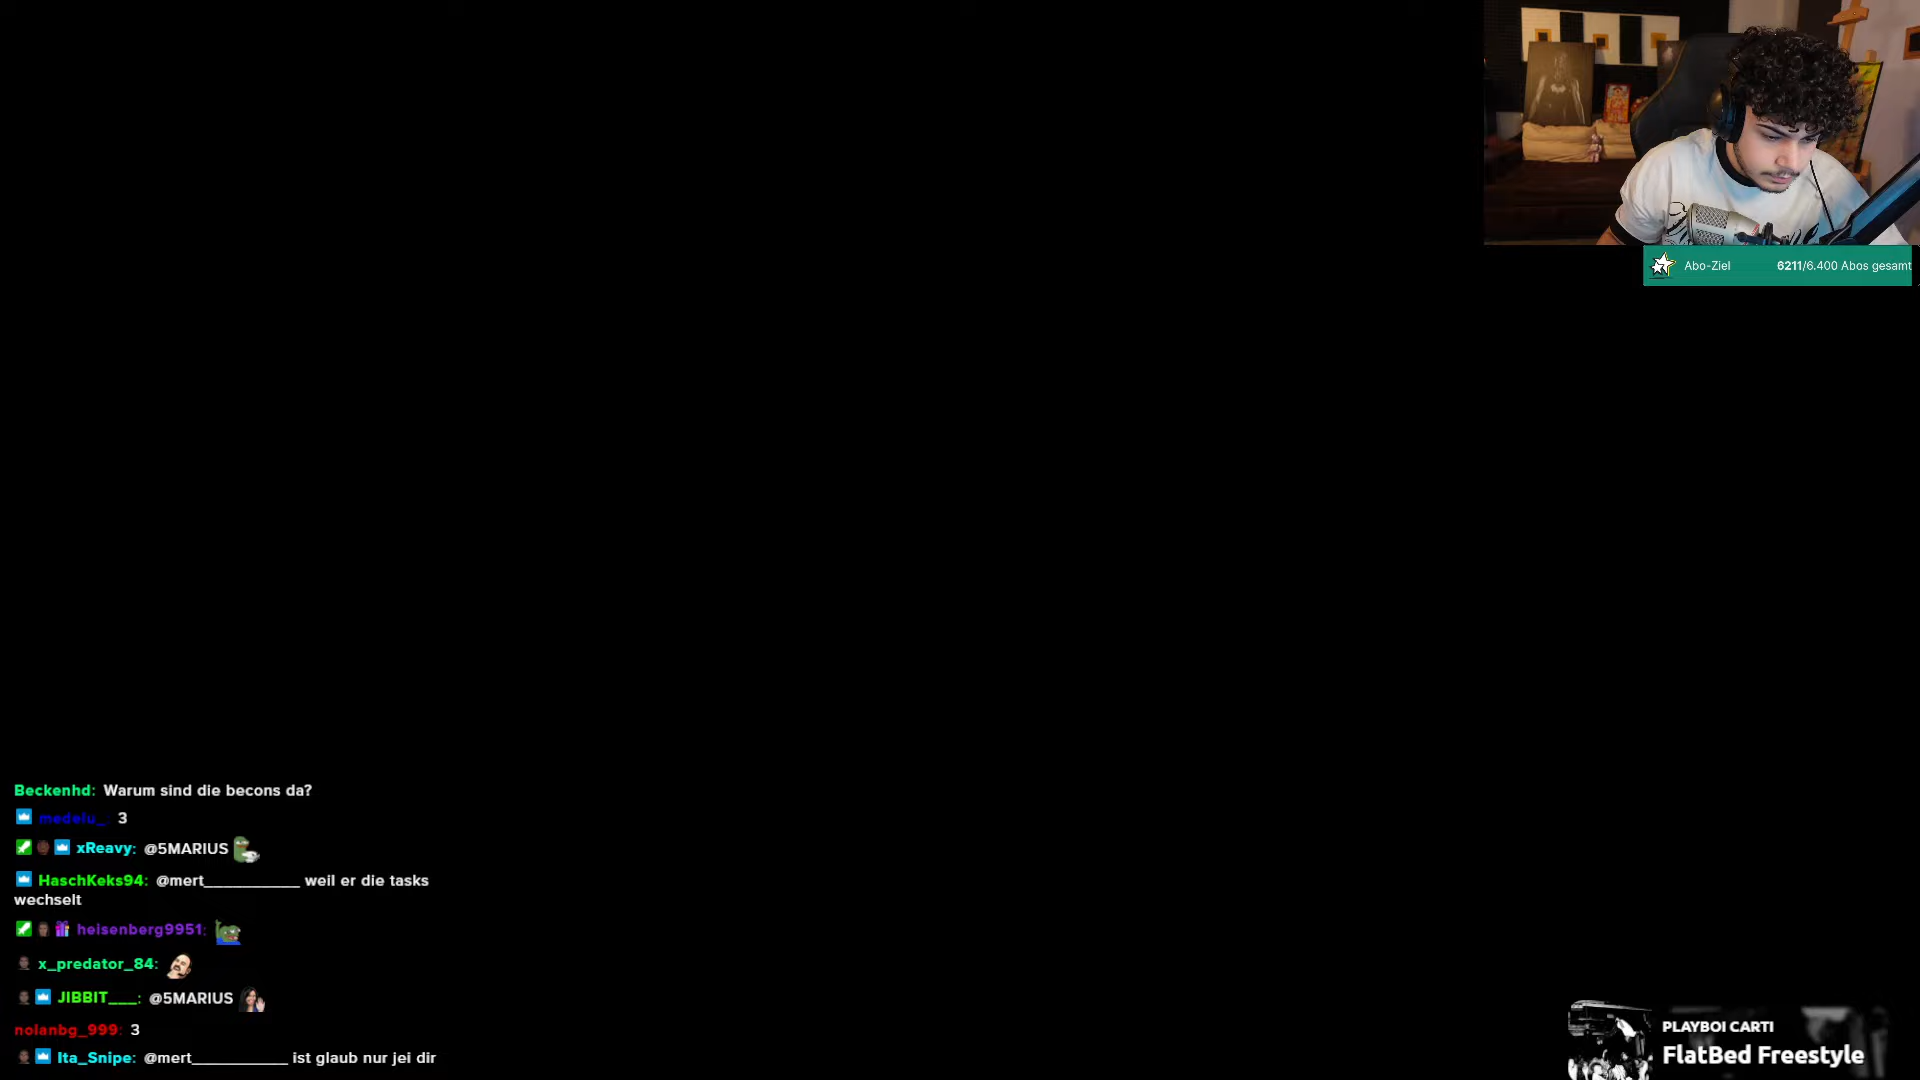 Abo-Ziel 6211/6.400 Abos gesamt
Beckenhd: Warum sind die becons da?
medelu_: 3
xReavy: @5MARIUS
HaschKeks94: @mert___________ weil er die tasks
wechselt
heisenberg9951:
x_predator_84:
JIBBIT___: @5MARIUS
nolanbg_999: 3
Ita_Snipe: @mert___________ ist glaub nur jei dir
PLAYBOI CARTI
FlatBed Freestyle